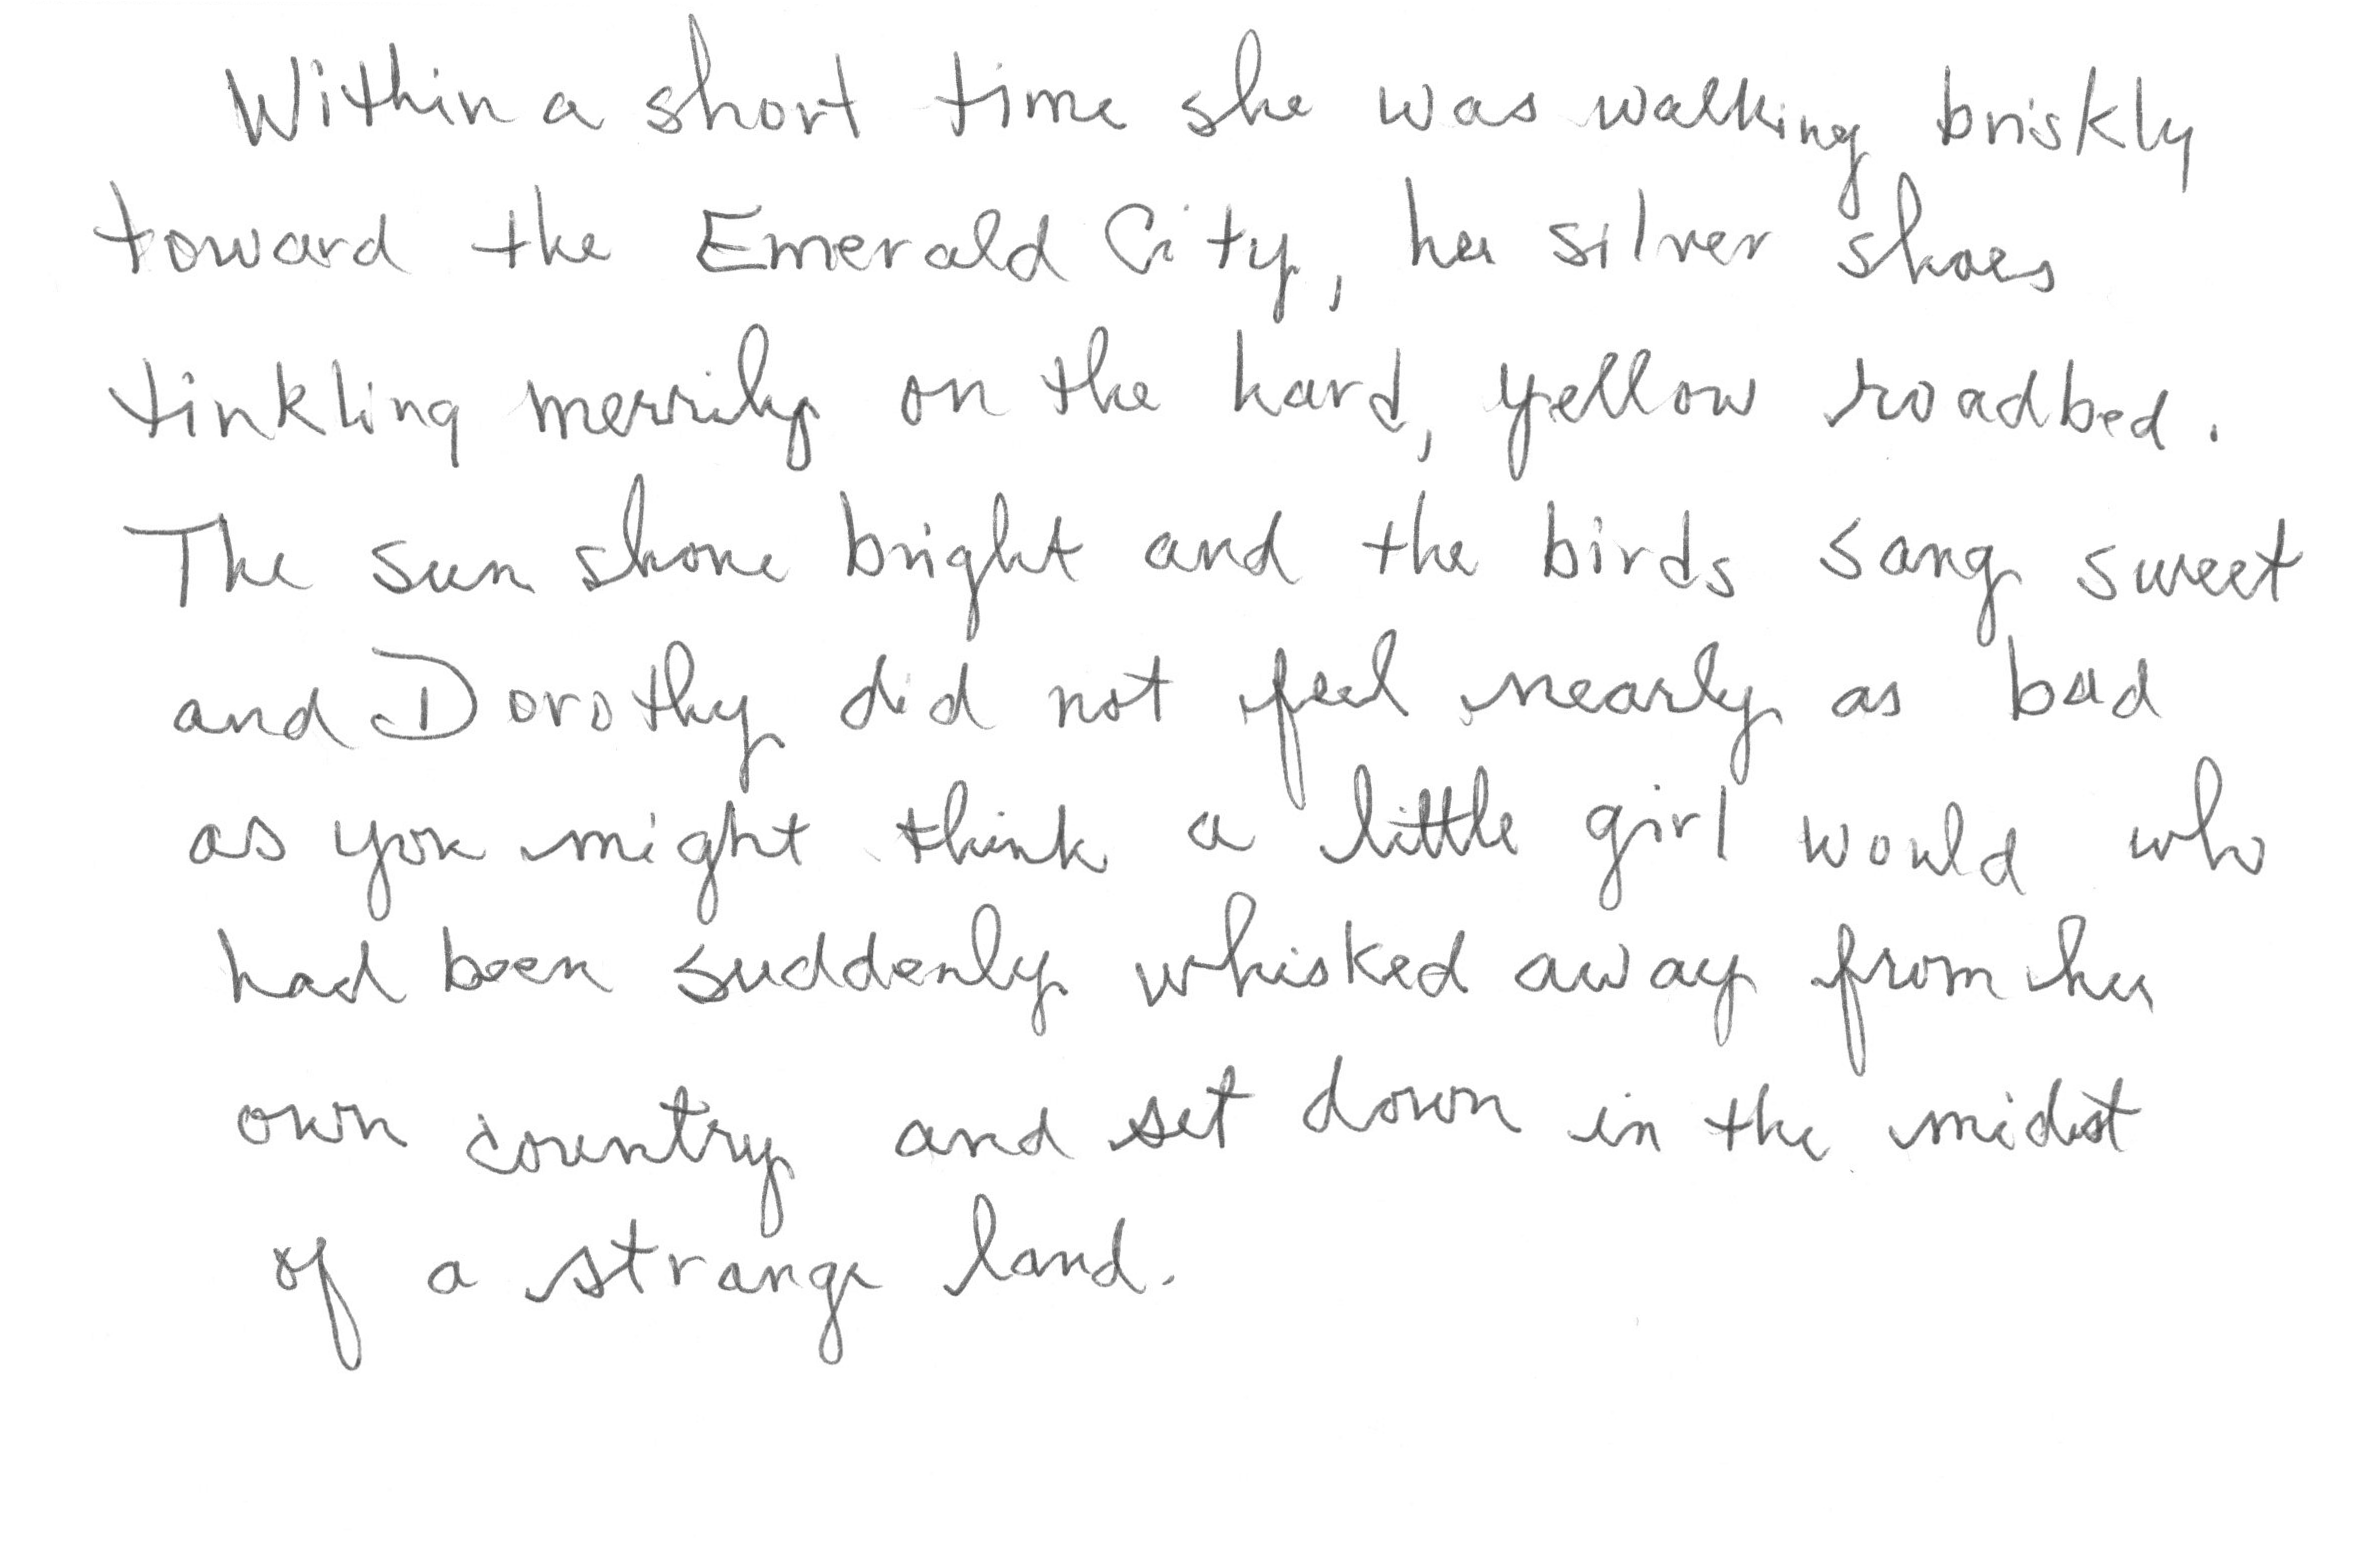 Within a short time she was walking briskly
toward the Emerald City, her silver shoes
tinkling merrily on the hard, yellow roadbed.
The sun shone bright and the birds sang sweet
and Dorothy did not feel nearly as bad
as you might think a little girl would who
had been suddenly whisked away from her
own country and set down in the midst
of a strange land.